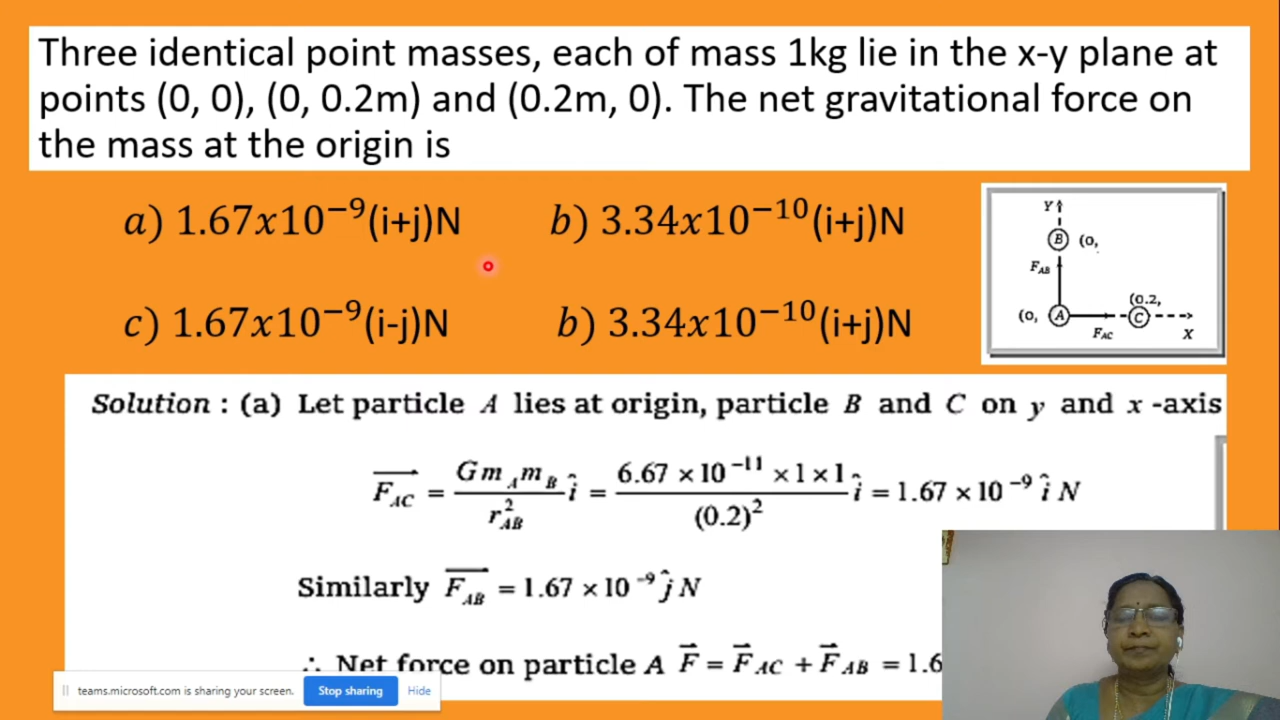 Three identical point masses, each of mass 1kg lie in the x-y plane at
points (0, 0), (0, 0.2m) and (0.2m, 0). The net gravitational force on
the mass at the origin is
a) 1.67x10⁻⁹(i+j)N b) 3.34x10⁻¹⁰(i+j)N
c) 1.67x10⁻⁹(i-j)N b) 3.34x10⁻¹⁰(i+j)N
Y
B (0,
F_AB
(0.2,
(0, A C
F_AC X
Solution : (a) Let particle A lies at origin, particle B and C on y and x -axis
F_AC = G m_A m_B / r²_AB î = 6.67 × 10⁻¹¹ × 1 × 1 / (0.2)² î = 1.67 × 10⁻⁹ î N
Similarly F_AB = 1.67 × 10⁻⁹ ĵ N
∴ Net force on particle A F = F_AC + F_AB = 1.6
teams.microsoft.com is sharing your screen. Stop sharing Hide